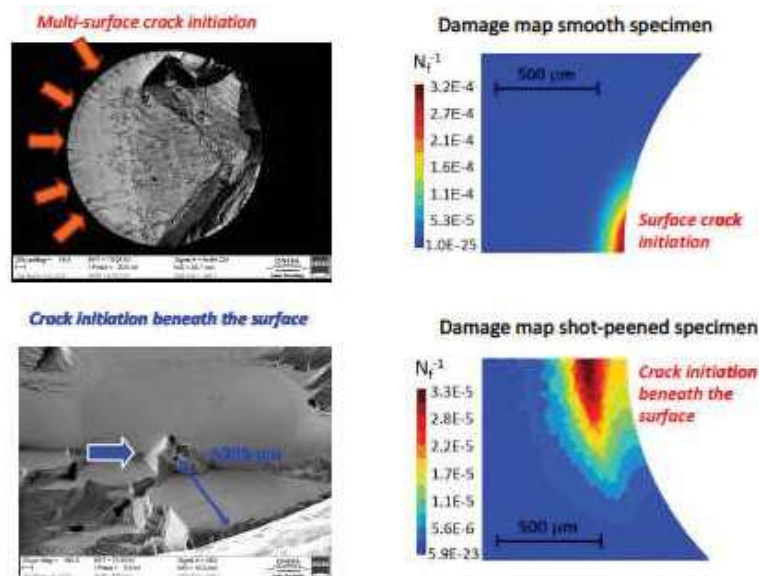 Multi-surface crack initiation
Damage map smooth specimen
N_f^-1
3.2E-4
2.7E-4
2.1E-4
1.6E-4
1.1E-4
5.3E-5
1.0E-25
500 µm
Surface crack
initiation
Crack initiation beneath the surface
Damage map shot-peened specimen
N_f^-1
3.3E-5
2.8E-5
2.2E-5
1.7E-5
1.1E-5
5.6E-6
5.9E-23
500 µm
Crack initiation
beneath the
surface